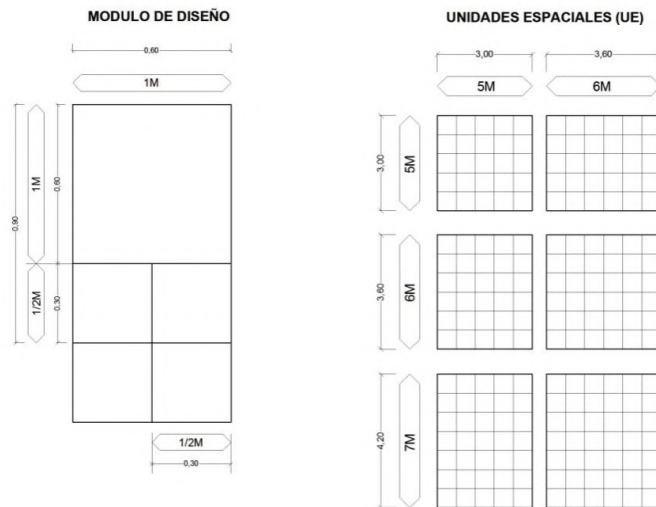 MODULO DE DISEÑO
0,60
1M
0,90
1M
0,60
1/2M
0,30
1/2M
0,30
UNIDADES ESPACIALES (UE)
3,00
3,60
5M
6M
3,00
5M
3,60
6M
4,20
7M